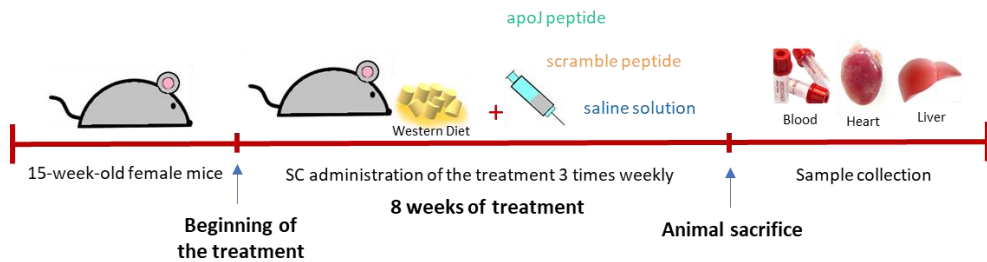 apoJ peptide
scramble peptide
saline solution
Western Diet
+
Blood
Heart
Liver
15-week-old female mice
SC administration of the treatment 3 times weekly
Sample collection
8 weeks of treatment
Beginning of
the treatment
Animal sacrifice